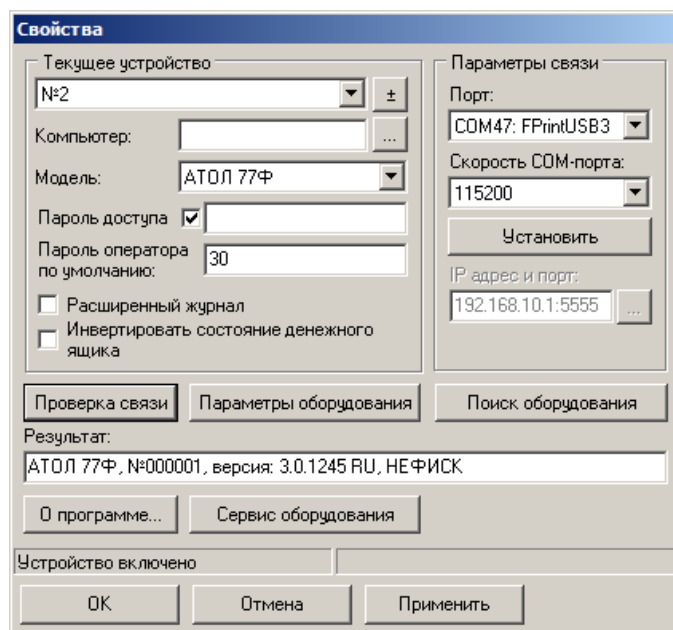 Свойства
Текущее устройство
№2
±
Компьютер:
...
Модель:
АТОЛ 77Ф
Пароль доступа
Пароль оператора
по умолчанию:
30
Расширенный журнал
Инвертировать состояние денежного
ящика
Параметры связи
Порт:
COM47: FPrintUSB3
Скорость COM-порта:
115200
Установить
IP адрес и порт:
192.168.10.1:5555
...
Проверка связи
Параметры оборудования
Поиск оборудования
Результат:
АТОЛ 77Ф, №000001, версия: 3.0.1245 RU, НЕФИСК
О программе...
Сервис оборудования
Устройство включено
OK
Отмена
Применить